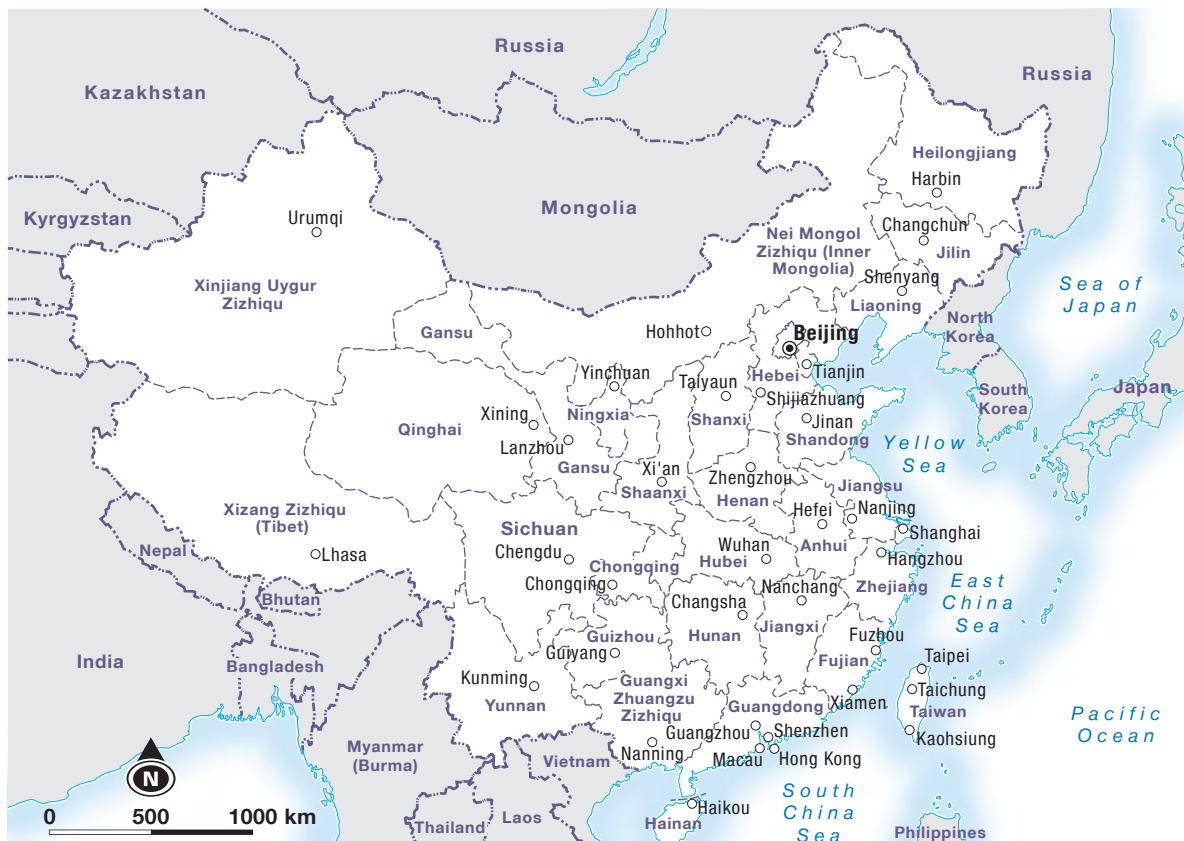 Russia
Russia
Kazakhstan
Heilongjiang
Harbin
Mongolia
Kyrgyzstan
Urumqi
Changchun
Nei Mongol
Zizhiqu (Inner
Mongolia)
Jilin
Shenyang
Xinjiang Uygur
Zizhiqu
Sea of
Japan
Liaoning
North
Korea
Gansu
Hohhot
Beijing
Yinchuan
Taiyaun
Hebei
Tianjin
Shijiazhuang
South
Korea
Japan
Xining
Ningxia
Shanxi
Jinan
Qinghai
Lanzhou
Shandong
Yellow
Sea
Gansu
Xi'an
Zhengzhou
Shaanxi
Henan
Jiangsu
Xizang Zizhiqu
(Tibet)
Sichuan
Hefei
Nanjing
Shanghai
Nepal
Lhasa
Chengdu
Wuhan
Anhui
Hubei
Hangzhou
Chongqing
Chongqing
Nanchang
Zhejiang
East
China
Sea
Bhutan
Changsha
Guizhou
Hunan
Jiangxi
Fuzhou
India
Bangladesh
Guiyang
Fujian
Taipei
Kunming
Yunnan
Guangxi
Zhuangzu
Zizhiqu
Guangdong
Xiamen
Taichung
Taiwan
Pacific
Ocean
Guangzhou
Shenzhen
Kaohsiung
Myanmar
(Burma)
Vietnam
Nanning
Macau
Hong Kong
N
South
China
Sea
0 500 1000 km
Laos
Haikou
Hainan
Thailand
Philippines